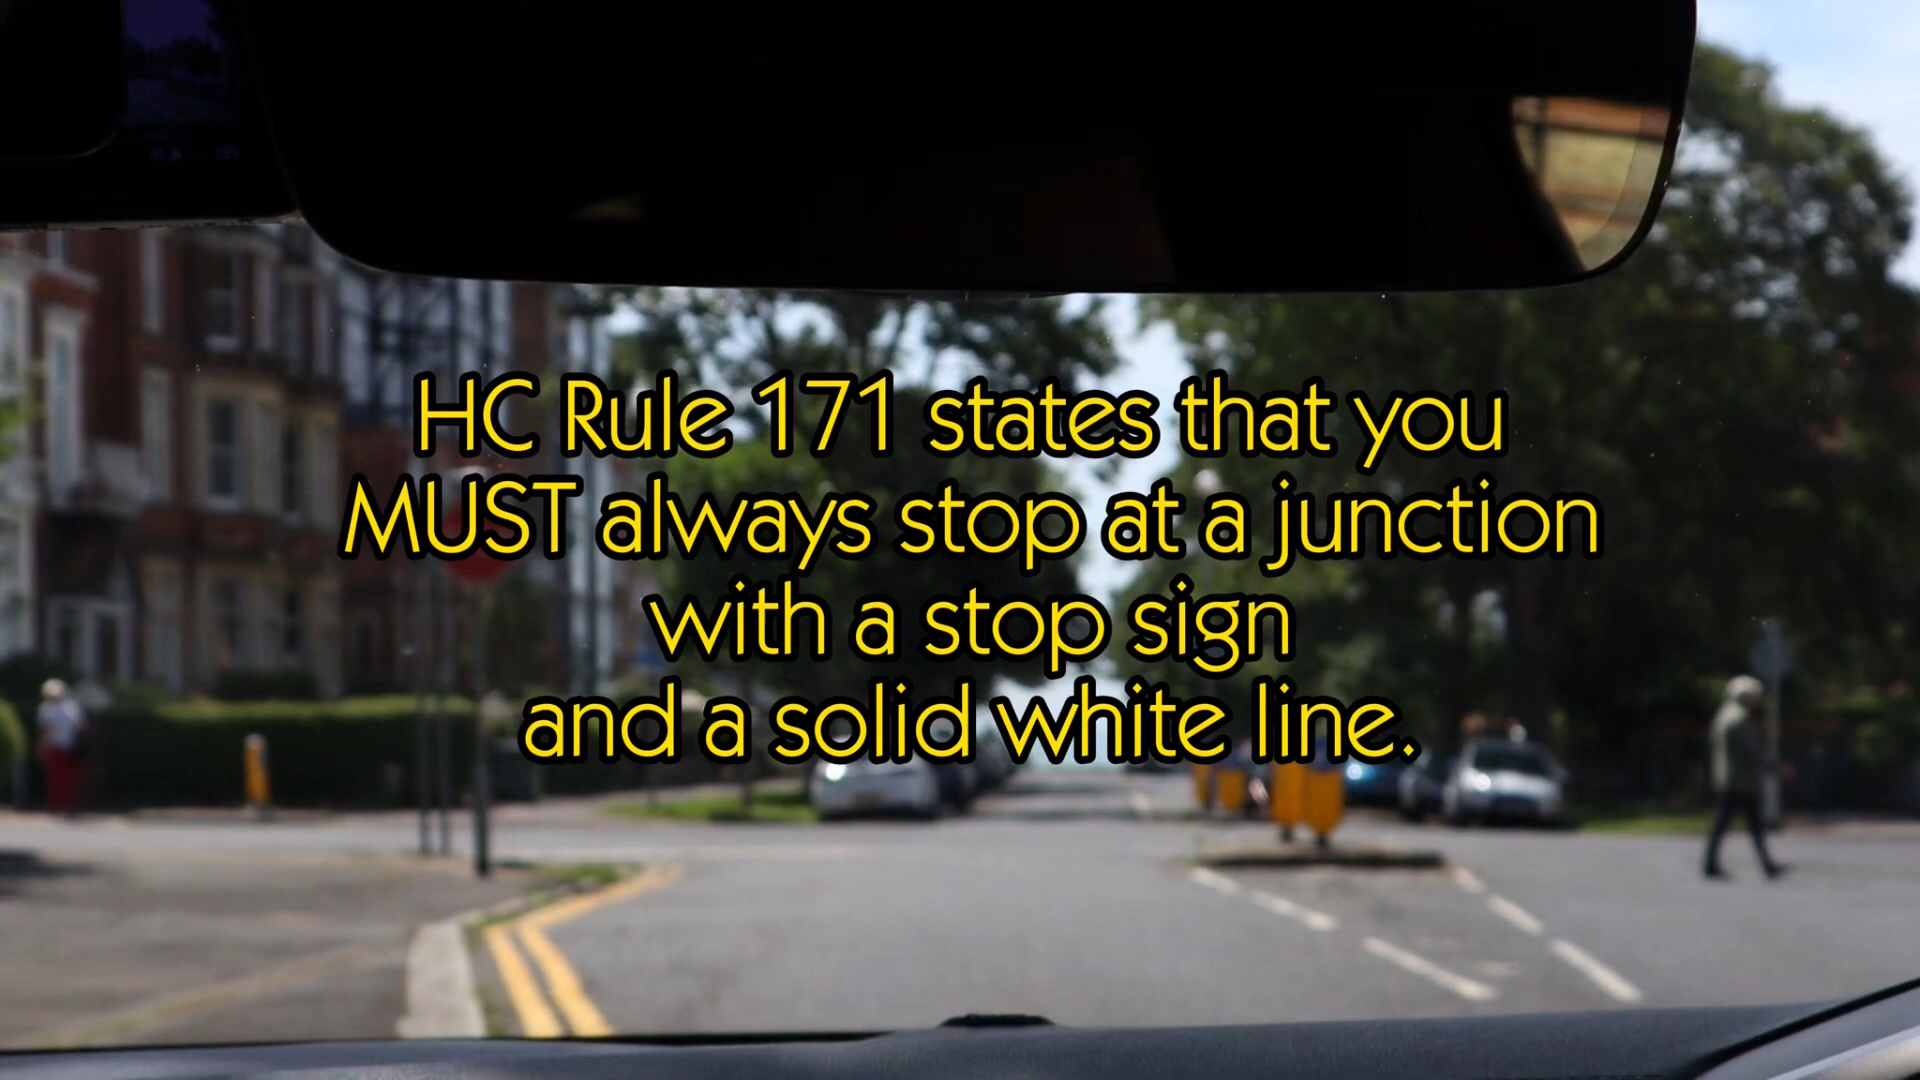 HC Rule 171 states that you
MUST always stop at a junction
with a stop sign
and a solid white line.